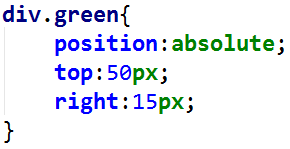 div.green{
    position:absolute;
    top:50px;
    right:15px;
}